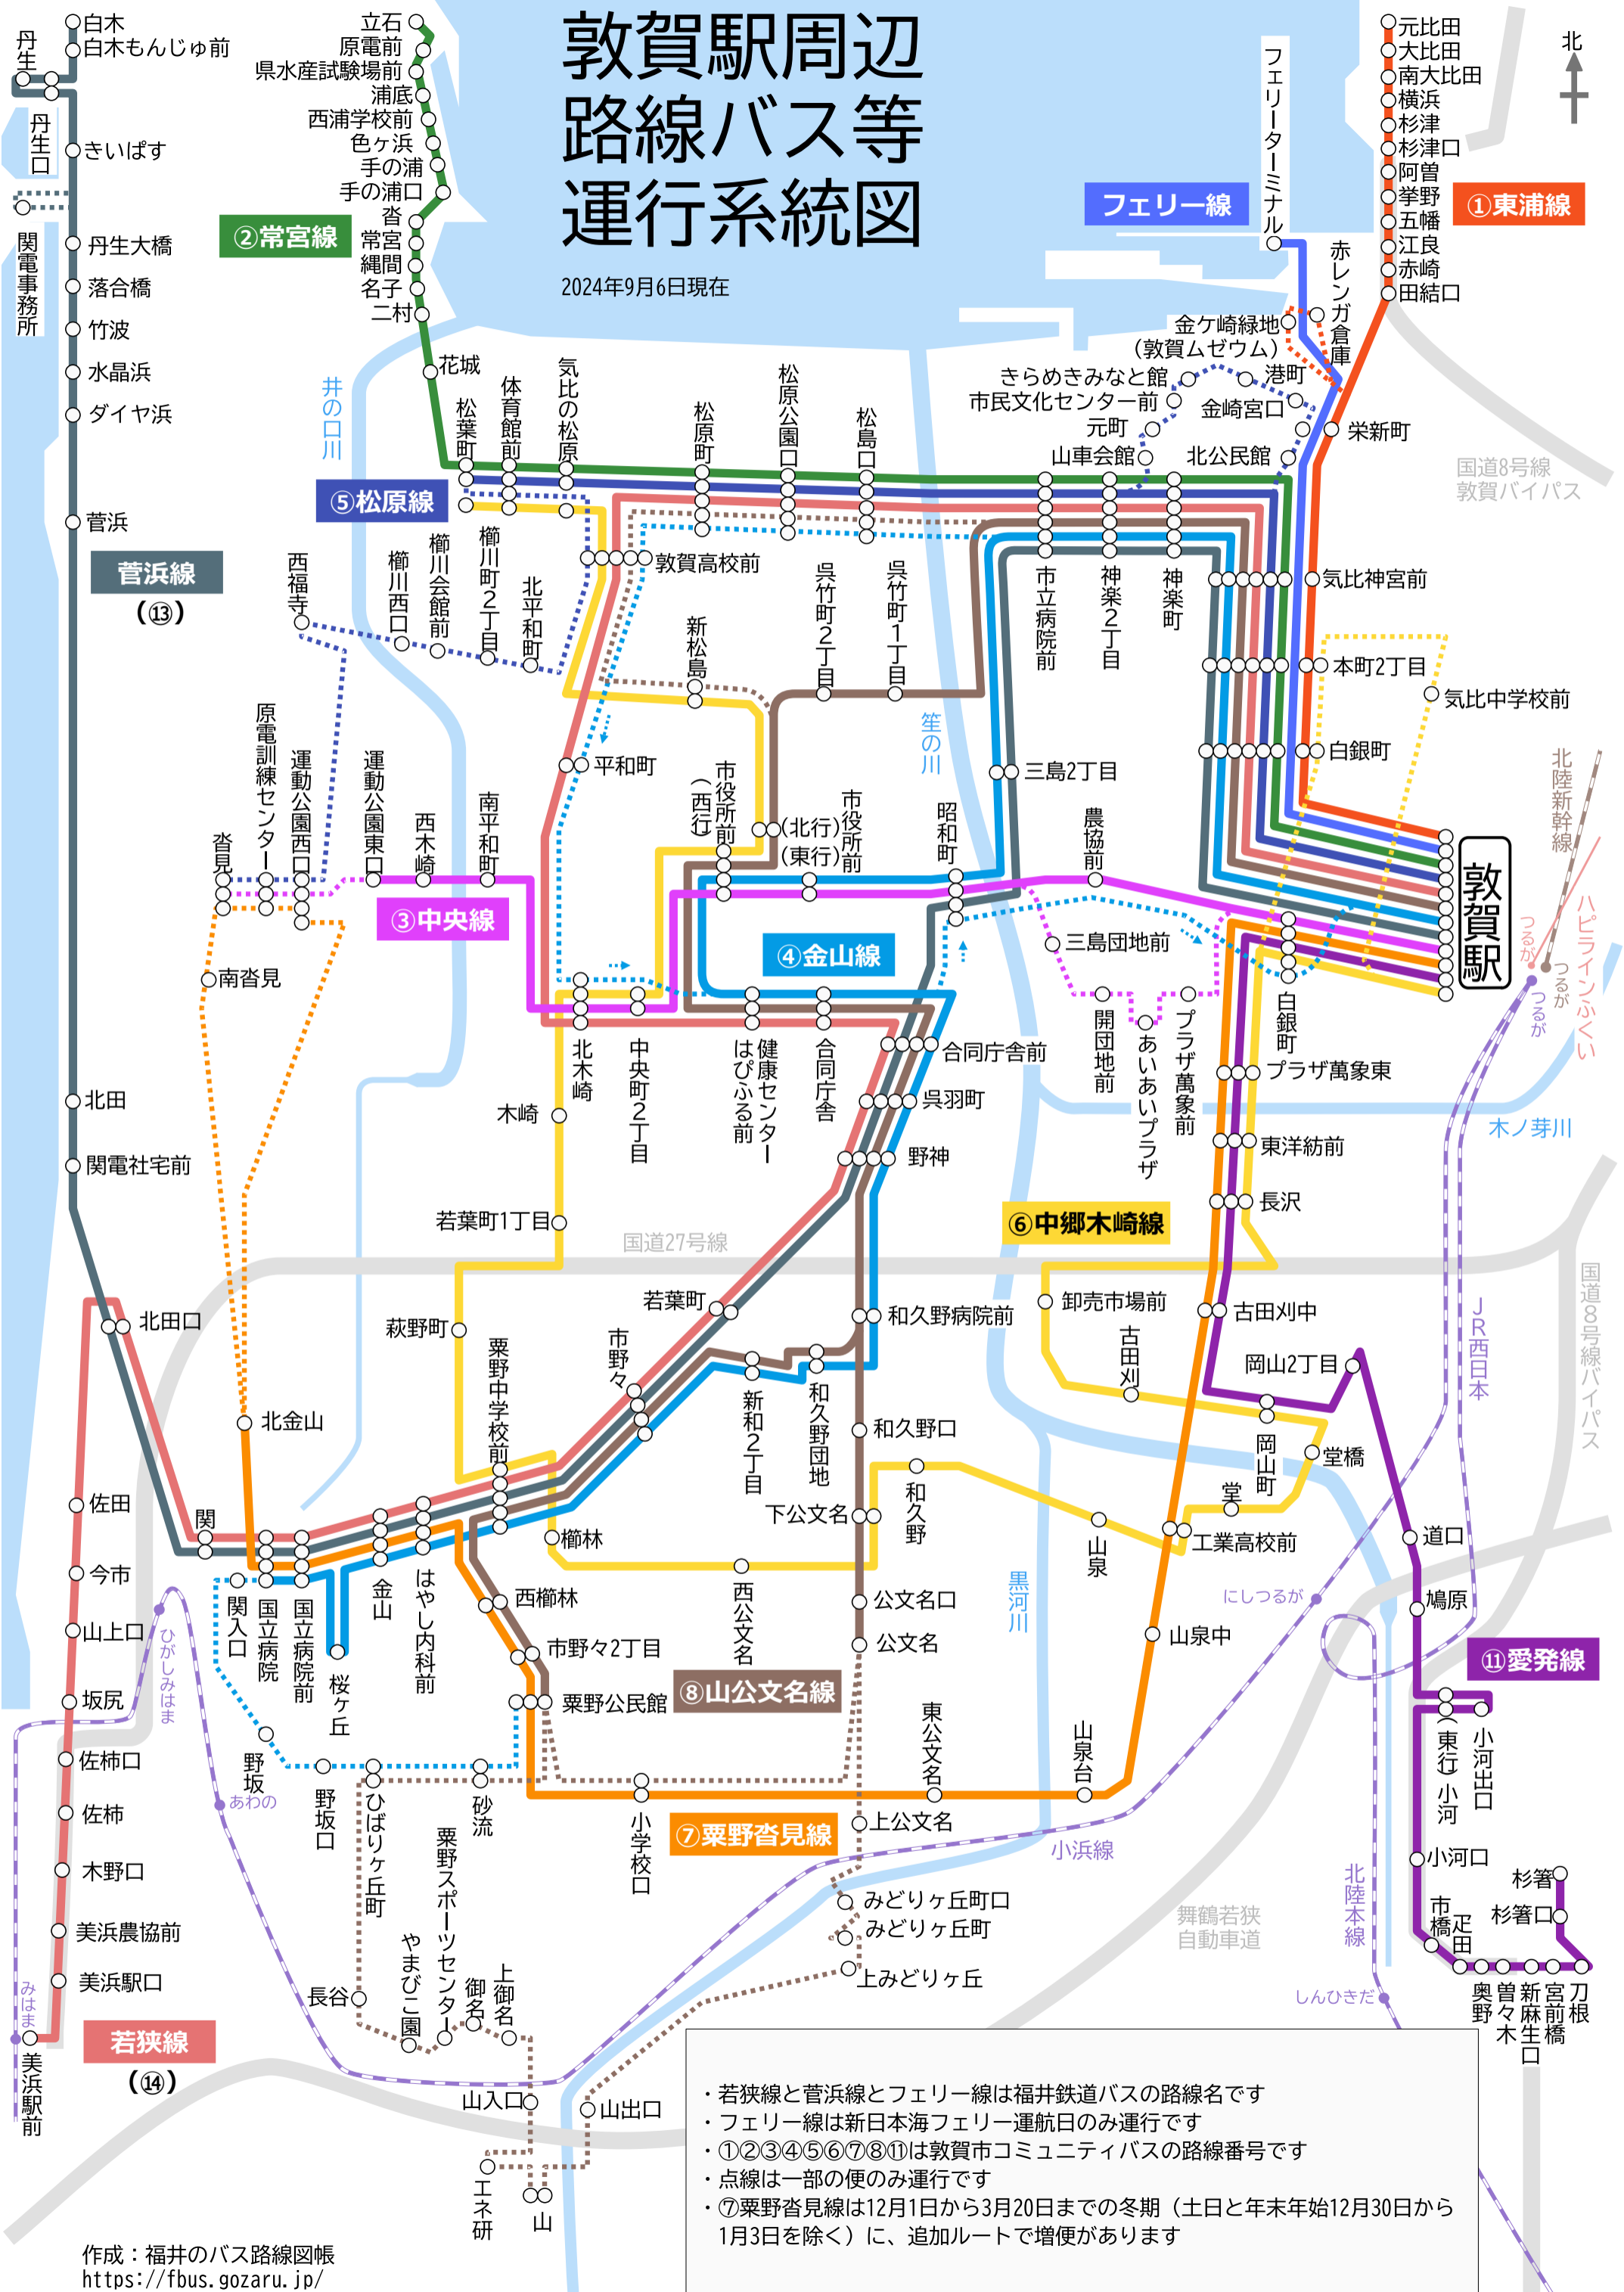 敦賀駅周辺
路線バス等
運行系統図
2024年9月6日現在
北
白木
白木もんじゅ前
丹生
丹生口
きいぱす
関電事務所
丹生大橋
落合橋
竹波
水晶浜
ダイヤ浜
菅浜
菅浜線
(⑬)
北田
関電社宅前
北田口
立石
原電前
県水産試験場前
浦底
西浦学校前
色ヶ浜
手の浦
手の浦口
沓
常宮
縄間
名子
二村
花城
②常宮線
フェリー線
フェリーターミナル
①東浦線
元比田
大比田
南大比田
横浜
杉津
杉津口
阿曽
挙野
五幡
江良
赤崎
田結口
赤レンガ倉庫
金ケ崎緑地
(敦賀ムゼウム)
きらめきみなと館
港町
市民文化センター前
金崎宮口
元町
栄新町
山車会館
北公民館
国道8号線
敦賀バイパス
井の口川
松葉町
体育館前
気比の松原
松原町
松原公園口
松島口
⑤松原線
西福寺
櫛川西口
櫛川会館前
櫛川町2丁目
北平和町
敦賀高校前
新松島
呉竹町2丁目
呉竹町1丁目
市立病院前
神楽2丁目
神楽町
気比神宮前
本町2丁目
気比中学校前
白銀町
笙の川
平和町
三島2丁目
市役所前
(西行)
(北行)
(東行)
市役所前
昭和町
農協前
原電訓練センター
運動公園西口
運動公園東口
西木崎
南平和町
沓見
③中央線
④金山線
南沓見
三島団地前
敦賀駅
北陸新幹線
ハピラインふくい
つるが
つるが
つるが
白銀町
開団地前
あいあいプラザ
プラザ萬象前
プラザ萬象東
北木崎
中央町2丁目
健康センター
はぴふる前
合同庁舎
合同庁舎前
呉羽町
野神
木崎
若葉町1丁目
東洋紡前
長沢
木ノ芽川
⑥中郷木崎線
国道27号線
国道8号線バイパス
JR西日本
萩野町
若葉町
市野々
粟野中学校前
和久野病院前
卸売市場前
古田刈中
古田刈
岡山2丁目
岡山町
堂橋
堂
新和2丁目
和久野団地
和久野口
下公文名
和久野
山泉
工業高校前
道口
北金山
佐田
関
今市
山上口
坂尻
佐柿口
佐柿
木野口
美浜農協前
美浜駅口
みはま
美浜駅前
若狭線
(⑭)
ひがしみはま
あわの
関入口
国立病院
国立病院前
桜ヶ丘
金山
はやし内科前
櫛林
西櫛林
西公文名
市野々2丁目
粟野公民館
⑧山公文名線
公文名口
公文名
黒河川
にしつるが
山泉中
鳩原
⑪愛発線
野坂
野坂口
ひばりヶ丘町
砂流
小学校口
⑦粟野沓見線
東公文名
上公文名
山泉台
小浜線
(東行)小河
小河出口
小河口
北陸本線
杉箸
杉箸口
市橋
疋田
奥野
曽々木
新麻生口
宮前橋
刀根
しんひきだ
舞鶴若狭
自動車道
みどりヶ丘町口
みどりヶ丘町
上みどりヶ丘
長谷
やまびこ園
粟野スポーツセンター
御名
上御名
山入口
山出口
エネ研
山
・若狭線と菅浜線とフェリー線は福井鉄道バスの路線名です
・フェリー線は新日本海フェリー運航日のみ運行です
・①②③④⑤⑥⑦⑧⑪は敦賀市コミュニティバスの路線番号です
・点線は一部の便のみ運行です
・⑦粟野沓見線は12月1日から3月20日までの冬期（土日と年末年始12月30日から
1月3日を除く）に、追加ルートで増便があります
作成：福井のバス路線図帳
https://fbus.gozaru.jp/